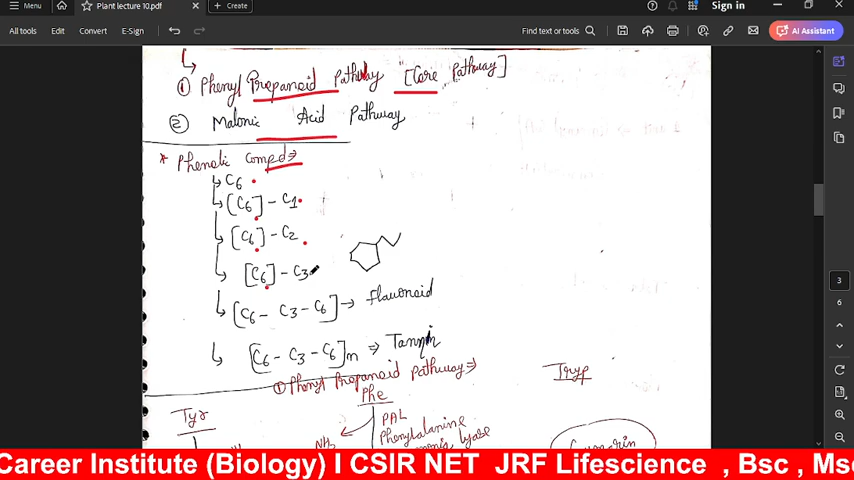 Menu
Plant lecture 10.pdf
Create
Sign in
All tools
Edit
Convert
E-Sign
Find text or tools
AI Assistant
① Phenyl Propanoid Pathway [Core Pathway]
② Malonic Acid Pathway
* Phenolic Compd ⇒
C6
[C6] - C1
[C6] - C2
[C6] - C3
[C6 - C3 - C6] → Flavonoid
[C6 - C3 - C6]n ⇒ Tannin
① Phenyl Propanoid Pathway ⇒
Tryp
Phe
Tyr
PAL
Phenylalanine
NH2
3
6
Career Institute (Biology) I CSIR NET JRF Lifescience , Bsc , Msc